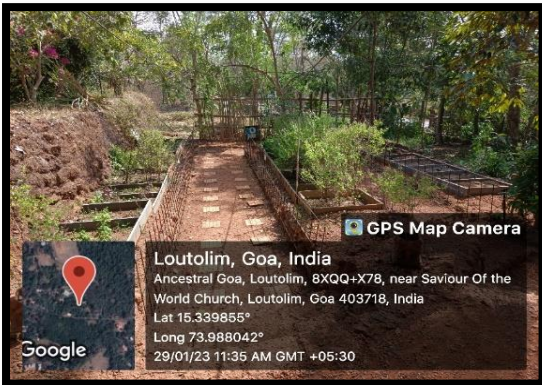 GPS Map Camera
Loutolim, Goa, India
Ancestral Goa, Loutolim, 8XQQ+X78, near Saviour Of the
World Church, Loutolim, Goa 403718, India
Lat 15.339855°
Long 73.988042°
29/01/23 11:35 AM GMT +05:30
Google